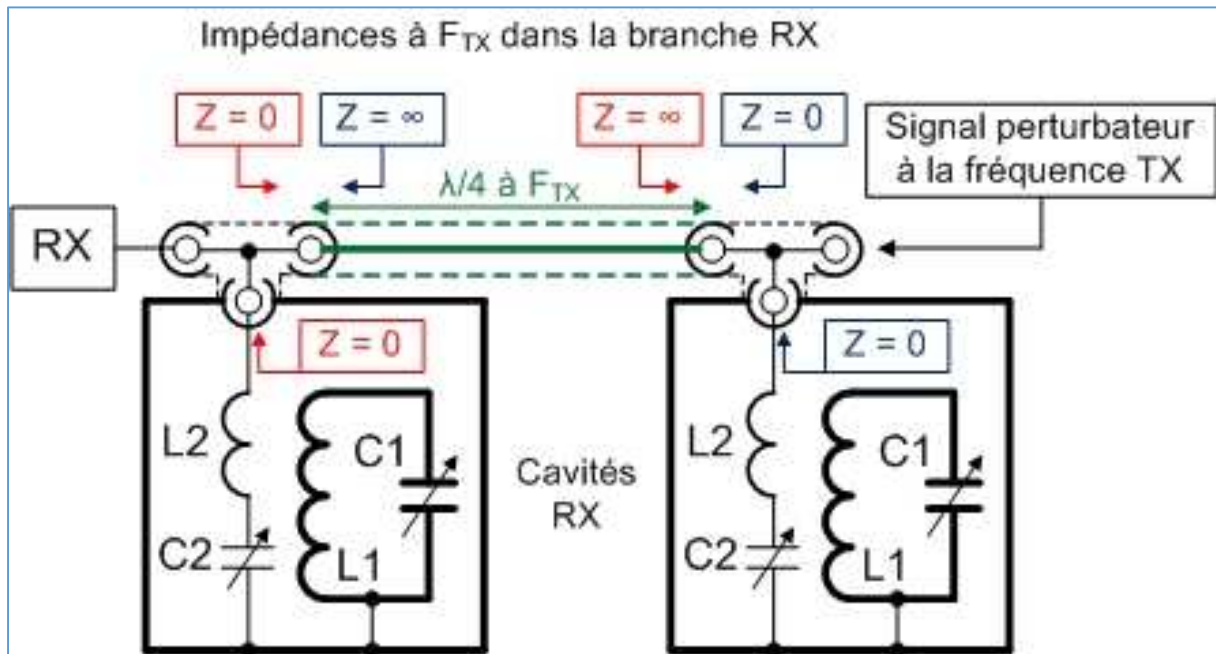 Impédances à FTX dans la branche RX
Z = 0
Z = ∞
Z = ∞
Z = 0
Signal perturbateur
à la fréquence TX
λ/4 à FTX
RX
Z = 0
Z = 0
L2
C1
L2
C1
Cavités
RX
C2
L1
C2
L1